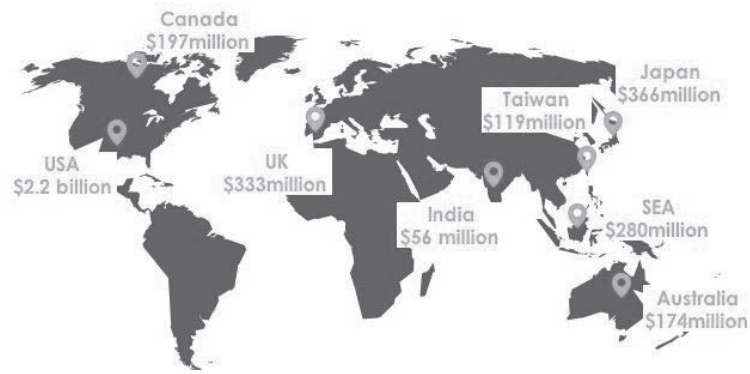 Canada
$197million
Japan
$366million
Taiwan
$119million
USA
$2.2 billion
UK
$333million
India
$56 million
SEA
$280million
Australia
$174million